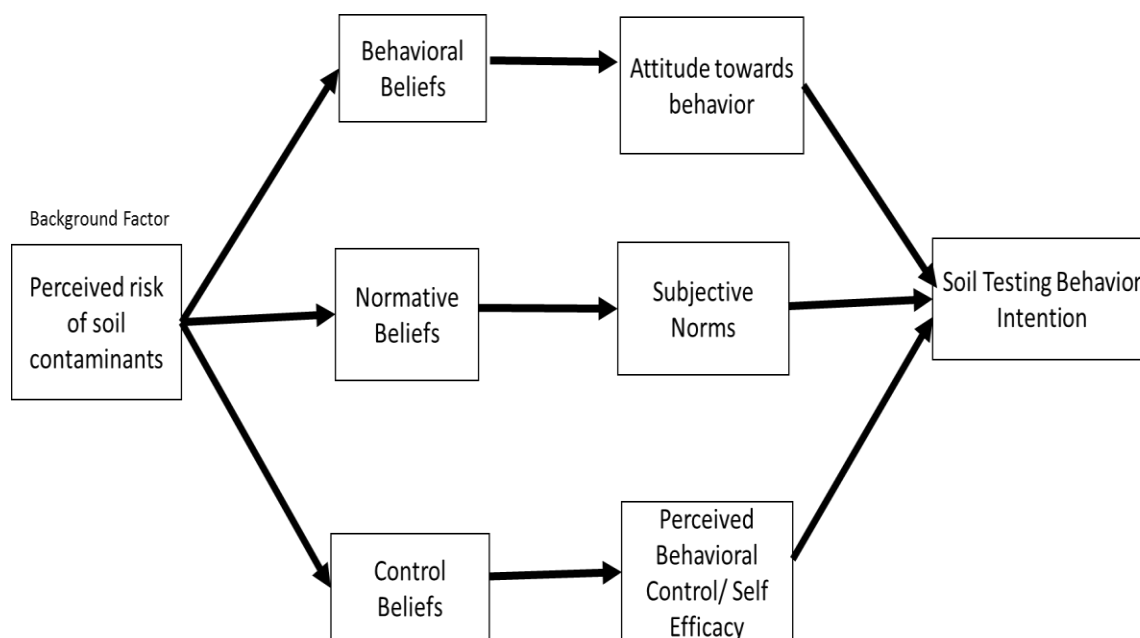 Background Factor
Perceived risk
of soil
contaminants
Behavioral
Beliefs
Attitude towards
behavior
Normative
Beliefs
Subjective
Norms
Control
Beliefs
Perceived
Behavioral
Control/ Self
Efficacy
Soil Testing Behavior
Intention